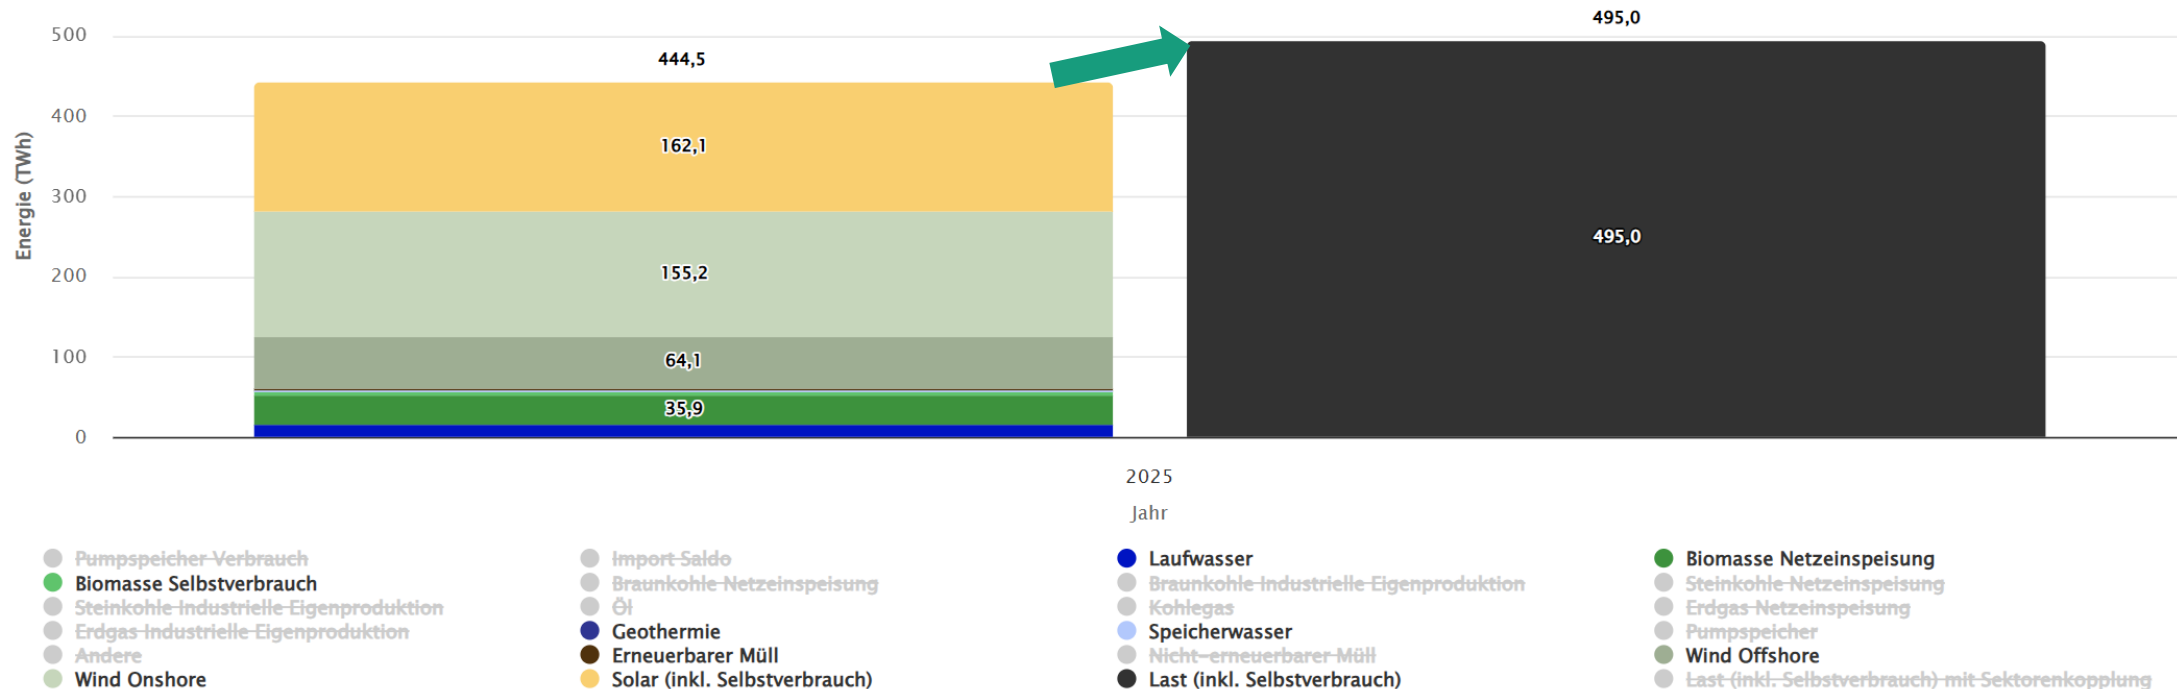 495,0
500
444,5
400
162,1
300
Energie (TWh)
495,0
200
155,2
100
64,1
35,9
0
2025
Jahr
Pumpspeicher Verbrauch
Import Saldo
Laufwasser
Biomasse Netzeinspeisung
Biomasse Selbstverbrauch
Braunkohle Netzeinspeisung
Braunkohle Industrielle Eigenproduktion
Steinkohle Netzeinspeisung
Steinkohle Industrielle Eigenproduktion
Öl
Kohlegas
Erdgas Netzeinspeisung
Erdgas Industrielle Eigenproduktion
Geothermie
Speicherwasser
Pumpspeicher
Andere
Erneuerbarer Müll
Nicht-erneuerbarer Müll
Wind Offshore
Wind Onshore
Solar (inkl. Selbstverbrauch)
Last (inkl. Selbstverbrauch)
Last (inkl. Selbstverbrauch) mit Sektorenkopplung